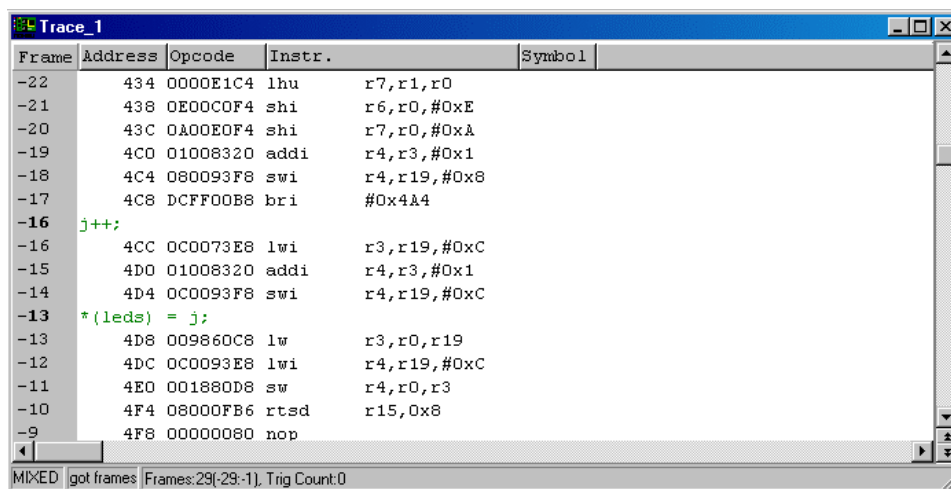 Trace_1
Frame Address Opcode Instr. Symbol
-22 434 0000E1C4 lhu r7,r1,r0
-21 438 0E00C0F4 shi r6,r0,#0xE
-20 43C 0A00E0F4 shi r7,r0,#0xA
-19 4C0 01008320 addi r4,r3,#0x1
-18 4C4 080093F8 swi r4,r19,#0x8
-17 4C8 DCFF00B8 bri #0x4A4
-16 j++;
-16 4CC 0C0073E8 lwi r3,r19,#0xC
-15 4D0 01008320 addi r4,r3,#0x1
-14 4D4 0C0093F8 swi r4,r19,#0xC
-13 *(leds) = j;
-13 4D8 009860C8 lw r3,r0,r19
-12 4DC 0C0093E8 lwi r4,r19,#0xC
-11 4E0 001880D8 sw r4,r0,r3
-10 4F4 08000FB6 rtsd r15,0x8
-9 4F8 00000080 nop
MIXED got frames Frames:29(-29:-1), Trig Count:0